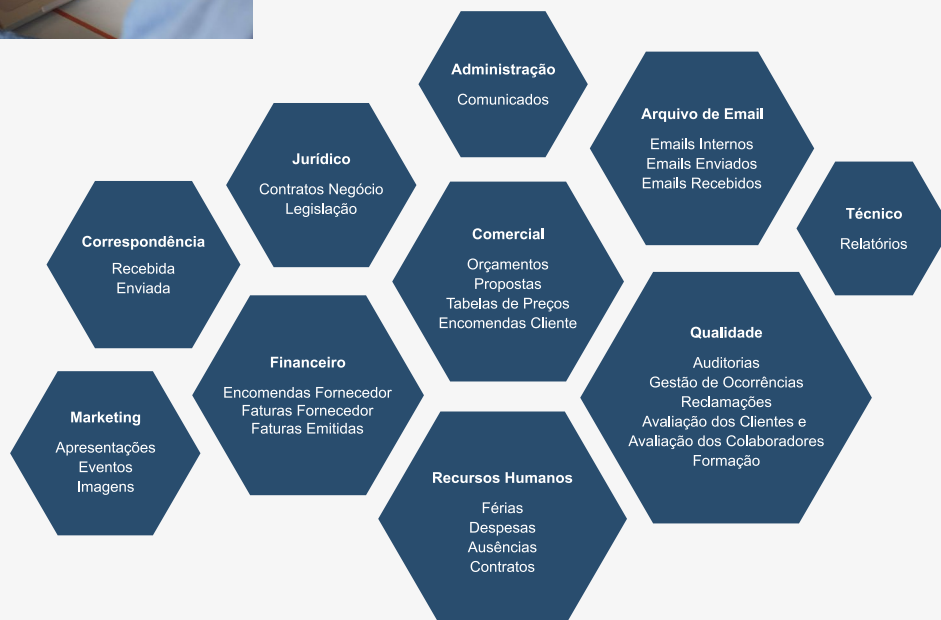 Administração
Comunicados
Arquivo de Email
Emails Internos
Emails Enviados
Emails Recebidos
Jurídico
Contratos Negócio
Legislação
Técnico
Relatórios
Correspondência
Recebida
Enviada
Comercial
Orçamentos
Propostas
Tabelas de Preços
Encomendas Cliente
Qualidade
Auditorias
Gestão de Ocorrências
Reclamações
Avaliação dos Clientes e
Avaliação dos Colaboradores
Formação
Financeiro
Encomendas Fornecedor
Faturas Fornecedor
Faturas Emitidas
Marketing
Apresentações
Eventos
Imagens
Recursos Humanos
Férias
Despesas
Ausências
Contratos